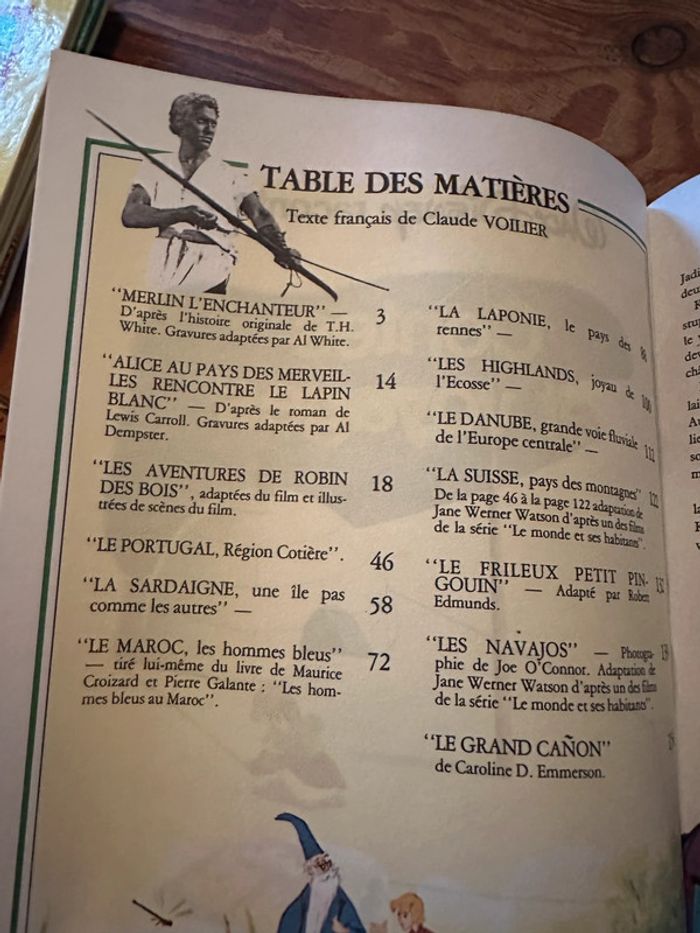 TABLE DES MATIÈRES
Texte français de Claude VOILIER
"MERLIN L'ENCHANTEUR" — 3
D'après l'histoire originale de T.H.
White. Gravures adaptées par Al White.
"ALICE AU PAYS DES MERVEIL- 14
LES RENCONTRE LE LAPIN
BLANC" — D'après le roman de
Lewis Carroll. Gravures adaptées par Al
Dempster.
"LES AVENTURES DE ROBIN 18
DES BOIS", adaptées du film et illus-
trées de scènes du film.
"LE PORTUGAL, Région Cotière". 46
"LA SARDAIGNE, une île pas 58
comme les autres" —
"LE MAROC, les hommes bleus" 72
— tiré lui-même du livre de Maurice
Croizard et Pierre Galante : "Les hom-
mes bleus au Maroc".
"LA LAPONIE, le pays des
rennes" —
"LES HIGHLANDS, joyau de 100
l'Ecosse" —
"LE DANUBE, grande voie fluviale
de l'Europe centrale" —
"LA SUISSE, pays des montagnes" 122
De la page 46 à la page 122 adaptation de
Jane Werner Watson d'après un des films
de la série "Le monde et ses habitants".
"LE FRILEUX PETIT PIN-
GOUIN" — Adapté par Robert
Edmunds.
"LES NAVAJOS" — Photogra-
phie de Joe O'Connor. Adaptation de
Jane Werner Watson d'après un des films
de la série "Le monde et ses habitants".
"LE GRAND CAÑON"
de Caroline D. Emmerson.